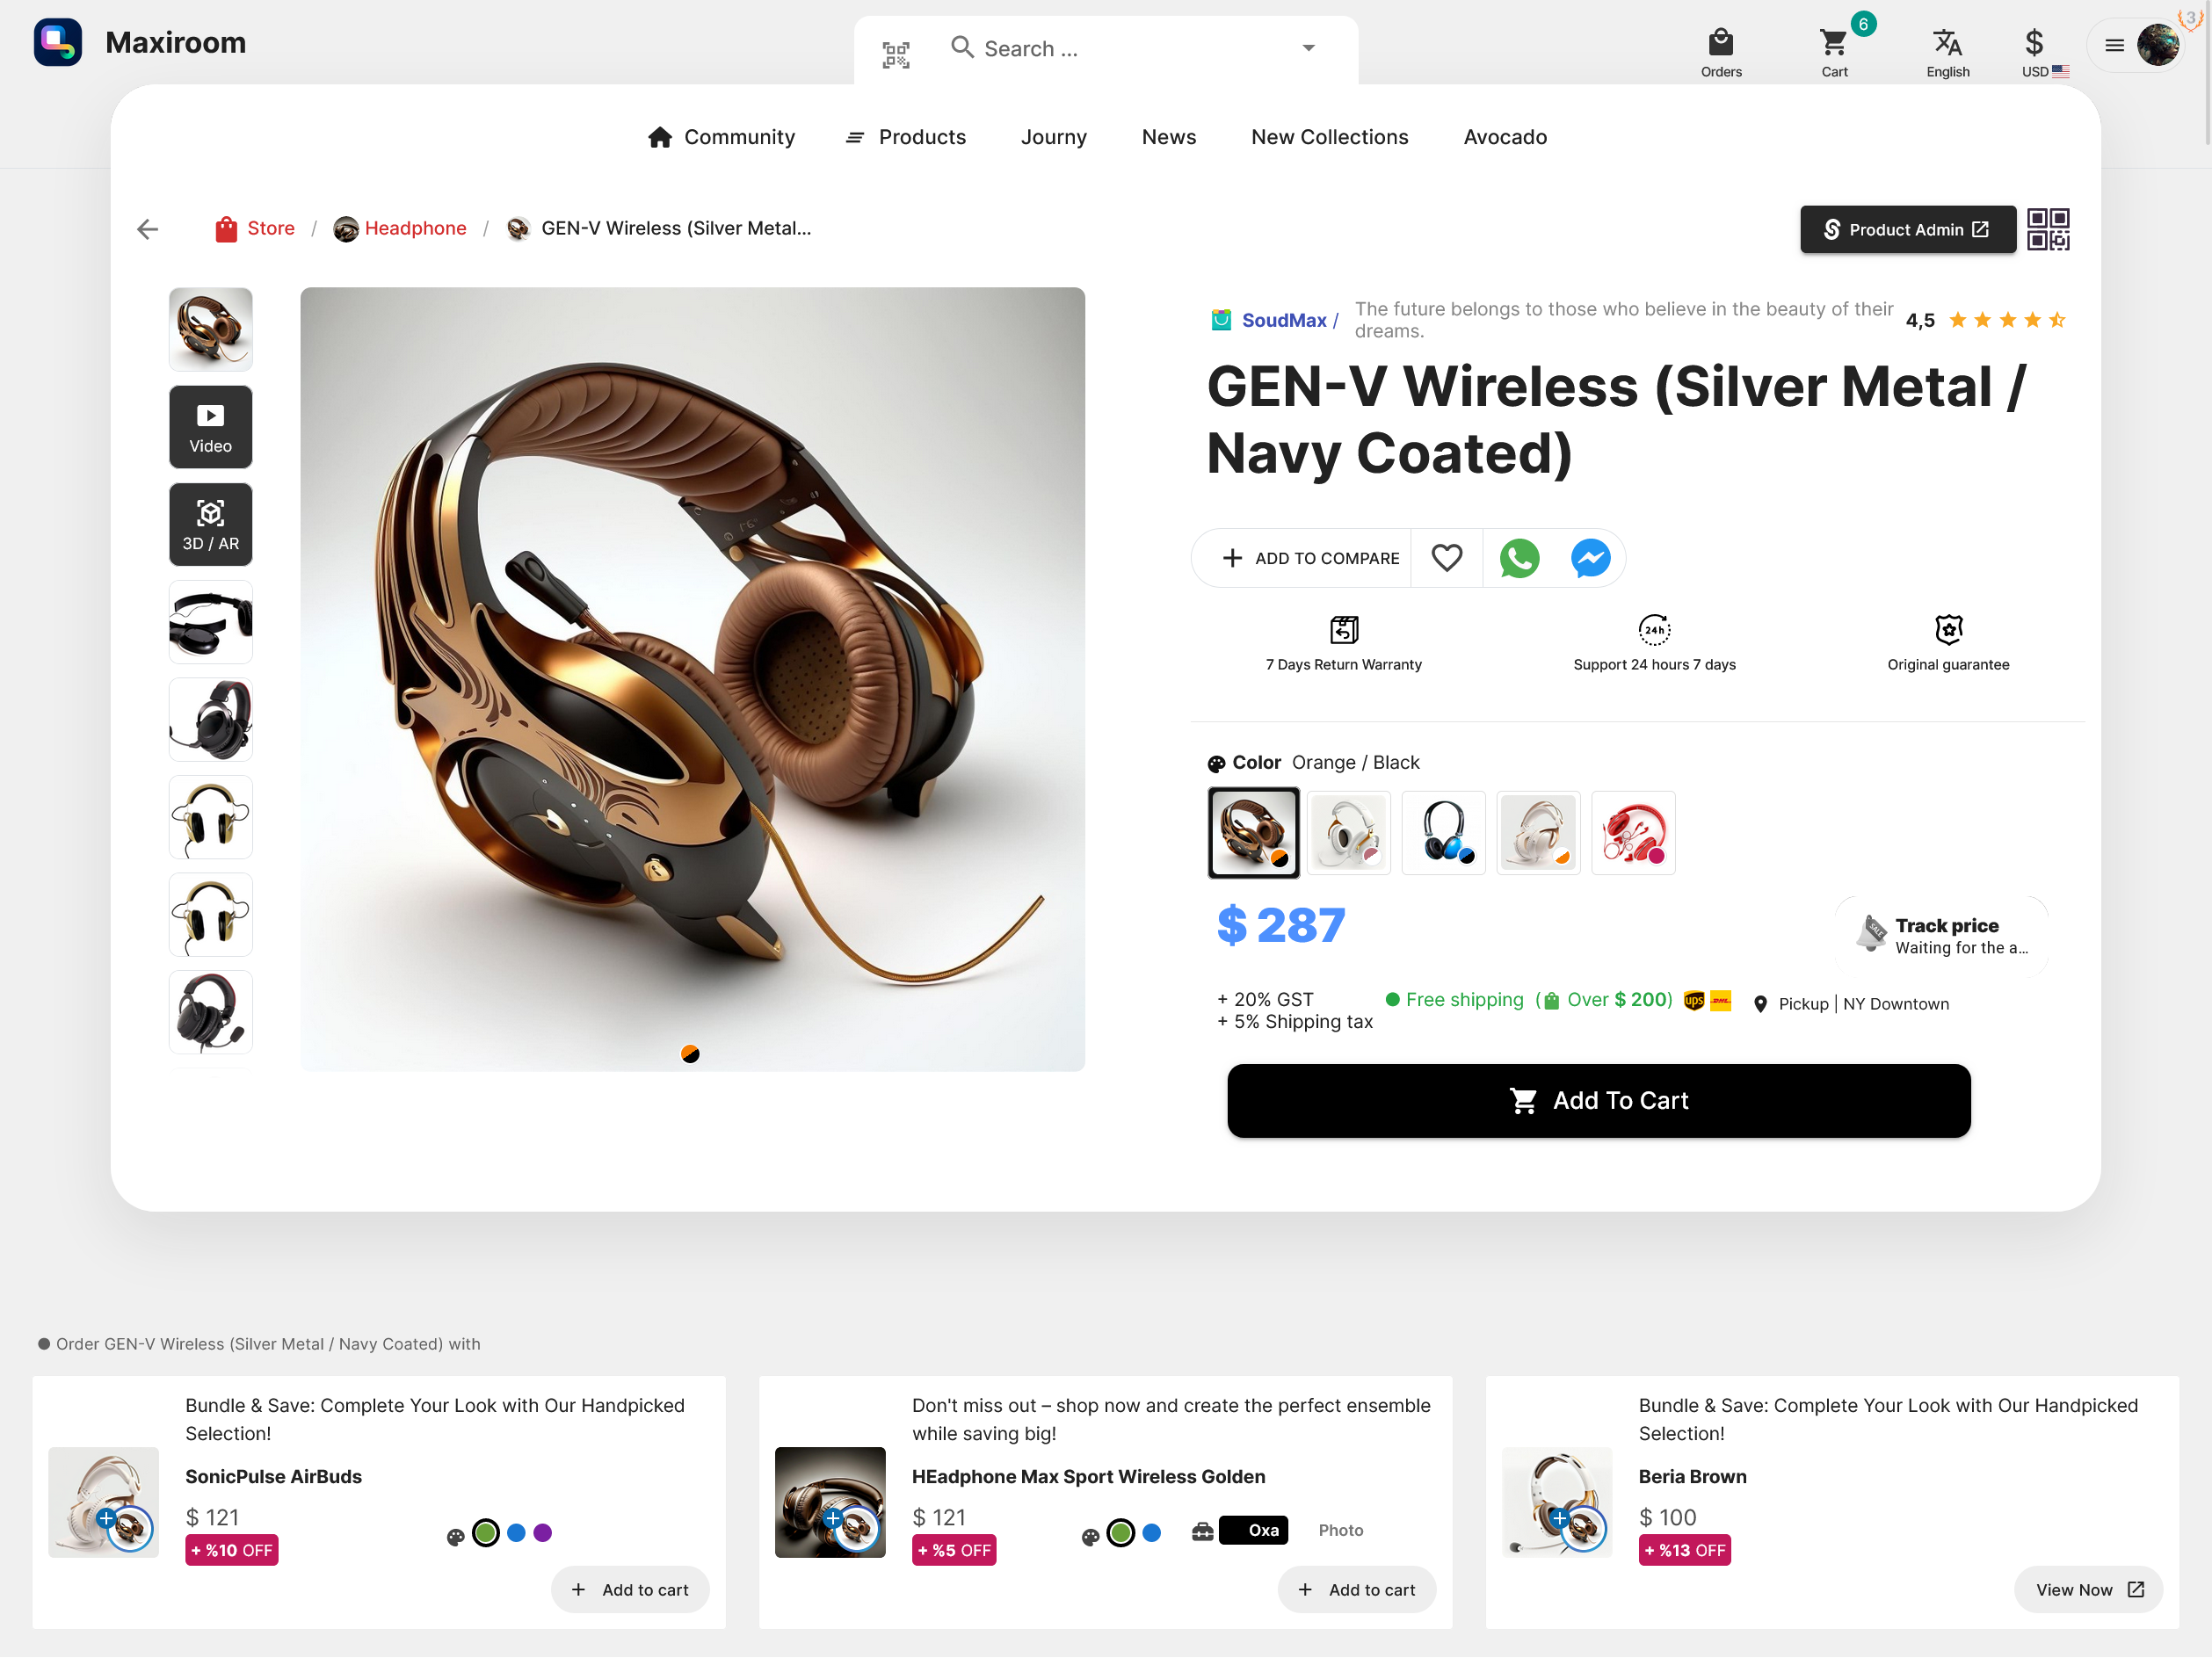 Maxiroom
Search ...
Orders
6
Cart
English
$
USD
3
Community
Products
Journy
News
New Collections
Avocado
Store / Headphone / GEN-V Wireless (Silver Metal...
Product Admin
Video
3D / AR
SoudMax /
The future belongs to those who believe in the beauty of their
dreams.
4,5
GEN-V Wireless (Silver Metal /
Navy Coated)
+ ADD TO COMPARE
24h
7 Days Return Warranty
Support 24 hours 7 days
Original guarantee
Color Orange / Black
$ 287
SALE
Track price
Waiting for the a...
+ 20% GST
+ 5% Shipping tax
Free shipping ( Over $ 200)
ups
DHL
Pickup | NY Downtown
Add To Cart
Order GEN-V Wireless (Silver Metal / Navy Coated) with
Bundle & Save: Complete Your Look with Our Handpicked
Selection!
SonicPulse AirBuds
$ 121
+ %10 OFF
+ Add to cart
Don't miss out – shop now and create the perfect ensemble
while saving big!
HEadphone Max Sport Wireless Golden
$ 121
+ %5 OFF
Oxa
Photo
+ Add to cart
Bundle & Save: Complete Your Look with Our Handpicked
Selection!
Beria Brown
$ 100
+ %13 OFF
View Now